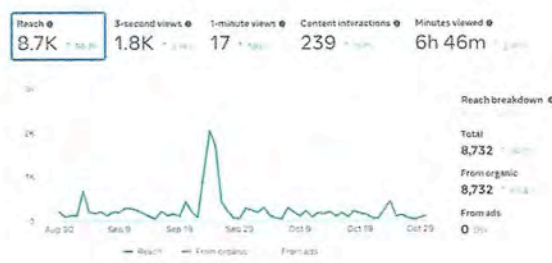 Reach 3-second views 1-minute views Content interactions Minutes viewed
8.7K 1.8K 17 239 6h 46m
Reach breakdown
2K
Total
8,732
1K
From organic
8,732
From ads
0
0
Aug 30 Sep 9 Sep 19 Sep 29 Oct 9 Oct 19 Oct 29
Reach From organic From ads